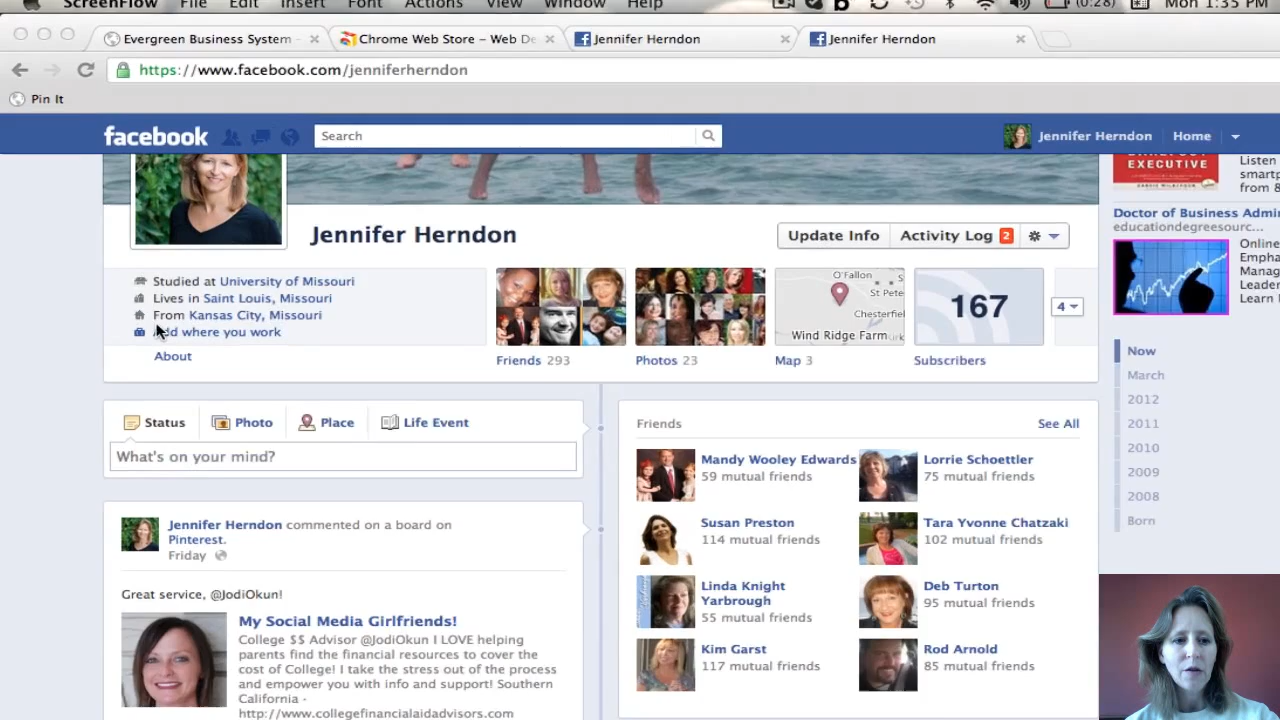 ScreenFlow File Edit Insert Font Actions View Window Help (0:28) Mon 1:35 PM
Evergreen Business System - Chrome Web Store – Web De Jennifer Herndon Jennifer Herndon
https://www.facebook.com/jenniferherndon
Pin It
facebook Search Jennifer Herndon Home
EXECUTIVE
Listen
smartp
from 8
Doctor of Business Admin
educationdegreesourc...
Online
Empha
Manag
Leader
Learn
Jennifer Herndon
Update Info Activity Log 2
Studied at University of Missouri
Lives in Saint Louis, Missouri
From Kansas City, Missouri
Add where you work
About
O'Fallon
St Pete
Chesterfield
Wind Ridge Farm
167
4
Friends 293 Photos 23 Map 3 Subscribers
Now
March
2012
2011
2010
2009
2008
Born
Status Photo Place Life Event
What's on your mind?
Jennifer Herndon commented on a board on
Pinterest.
Friday
Great service, @JodiOkun!
My Social Media Girlfriends!
College $$ Advisor @JodiOkun I LOVE helping
parents find the financial resources to cover the
cost of College! I take the stress out of the process
and empower you with info and support! Southern
California ·
http://www.collegefinancialaidadvisors.com
Friends See All
Mandy Wooley Edwards
59 mutual friends
Lorrie Schoettler
75 mutual friends
Susan Preston
114 mutual friends
Tara Yvonne Chatzaki
102 mutual friends
Linda Knight
Yarbrough
55 mutual friends
Deb Turton
95 mutual friends
Kim Garst
117 mutual friends
Rod Arnold
85 mutual friends